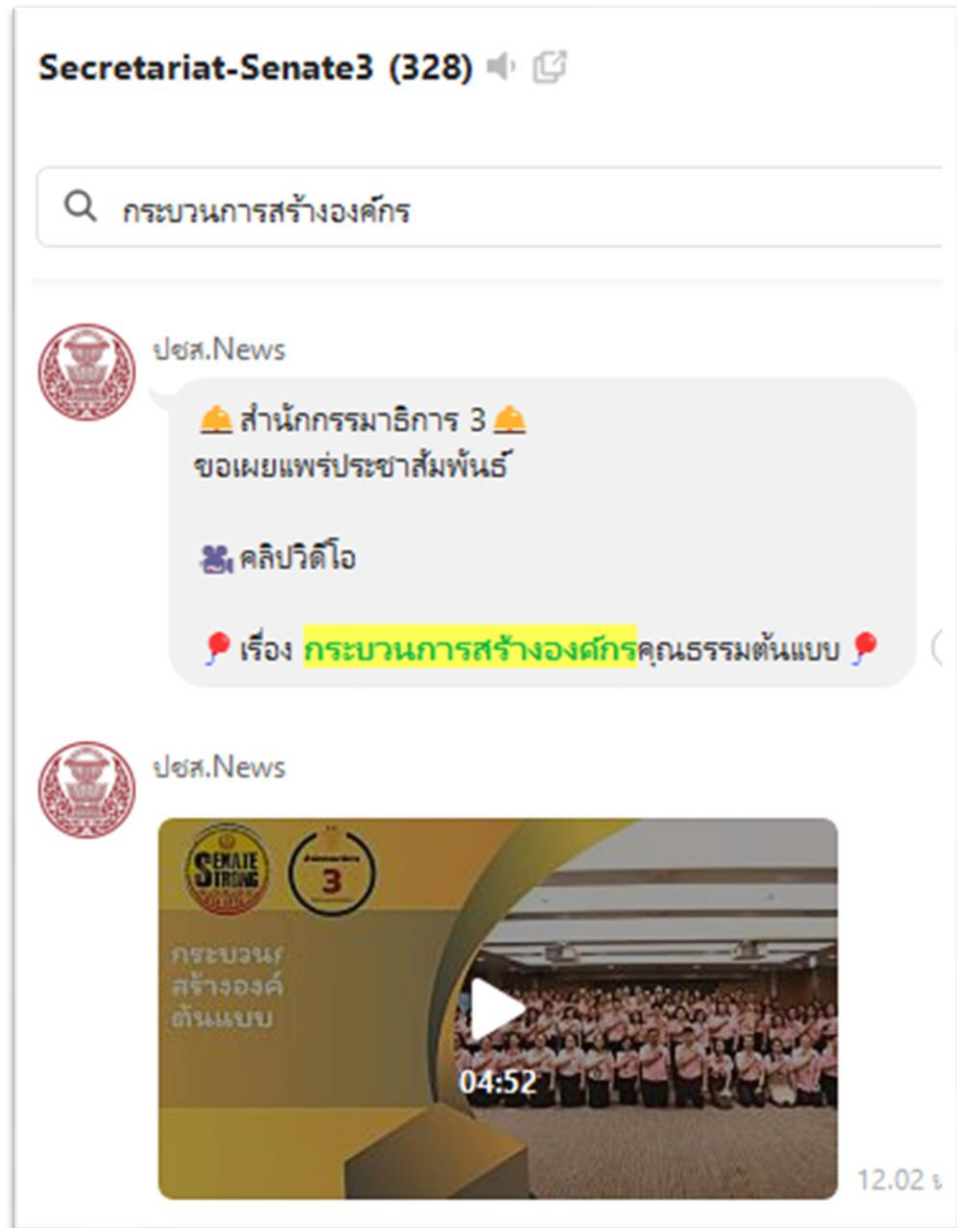 Secretariat-Senate3 (328)
กระบวนการสร้างองค์กร
ปชส.News
สำนักกรรมาธิการ 3
ขอเผยแพร่ประชาสัมพันธ์
คลิปวิดีโอ
เรื่อง กระบวนการสร้างองค์กรคุณธรรมต้นแบบ
ปชส.News
SENATE
STRONG
3
กระบวน
สร้างองค์
ต้นแบบ
04:52
12.02